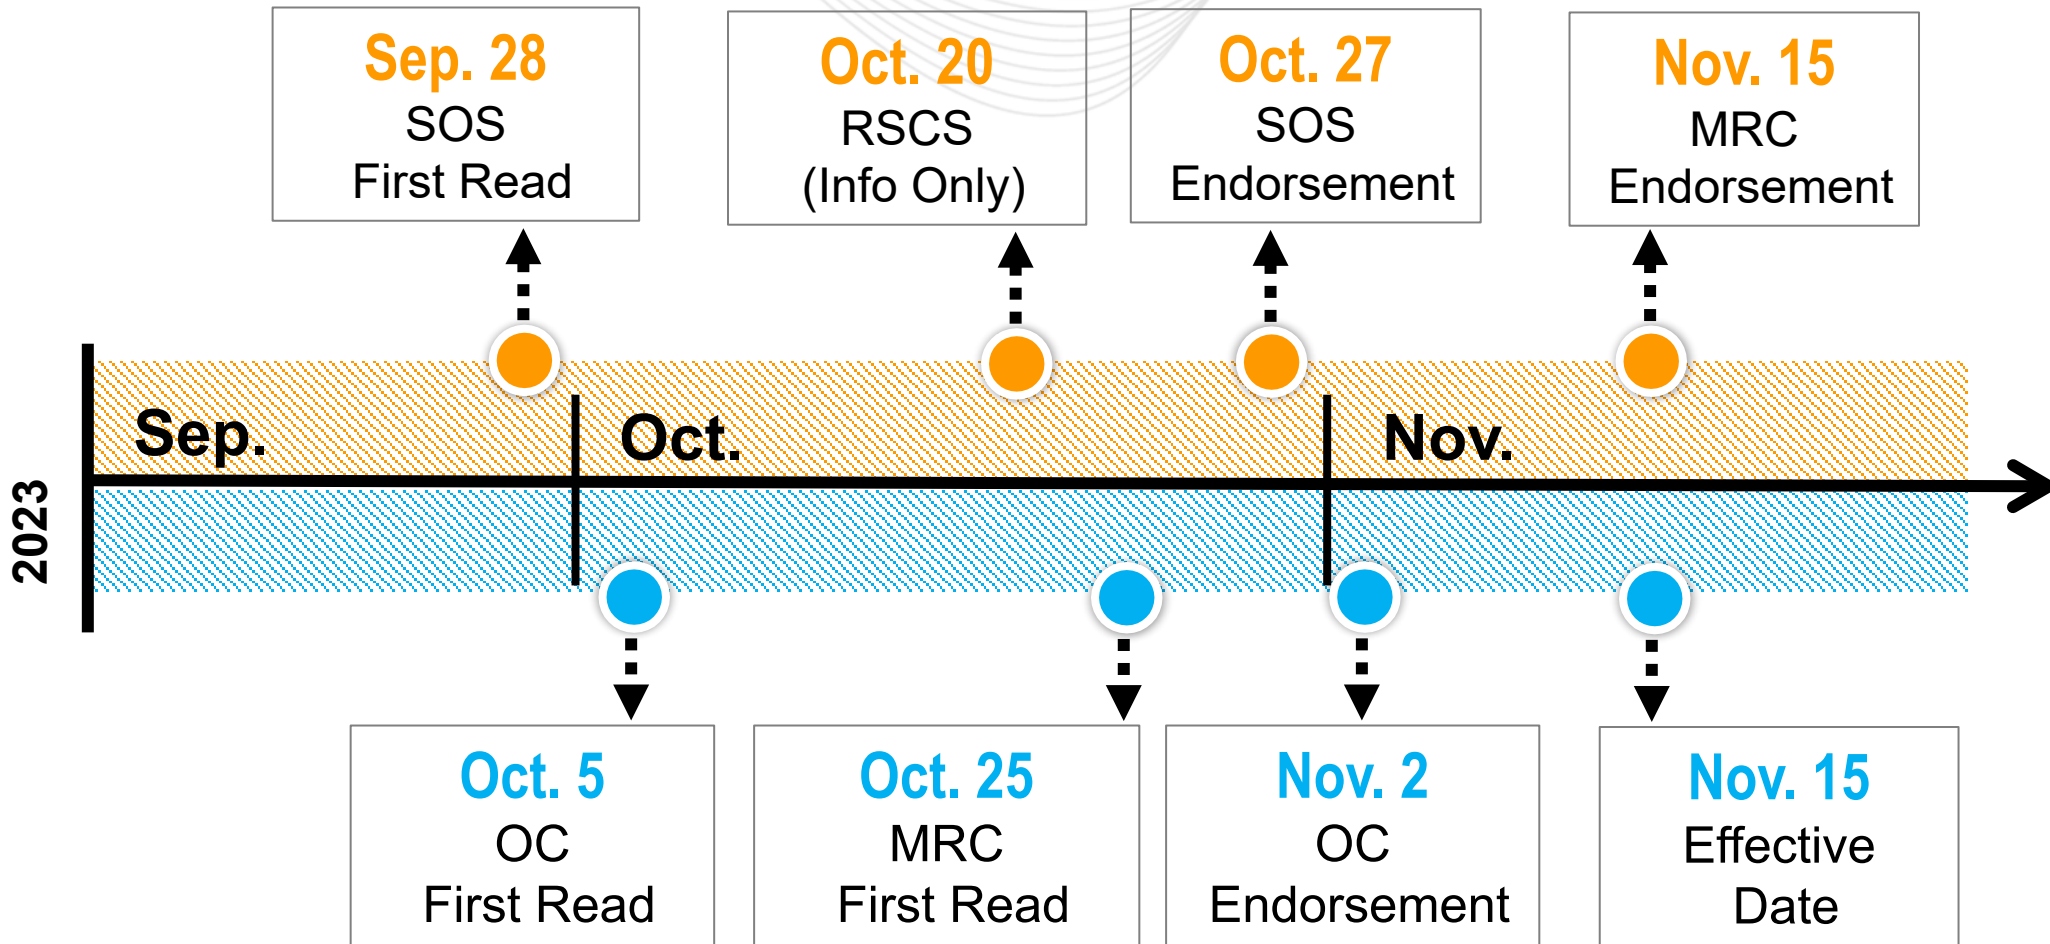 Sep. 28
SOS
First Read
Oct. 20
RSCS
(Info Only)
Oct. 27
SOS
Endorsement
Nov. 15
MRC
Endorsement
2023
Sep.
Oct.
Nov.
Oct. 5
OC
First Read
Oct. 25
MRC
First Read
Nov. 2
OC
Endorsement
Nov. 15
Effective
Date